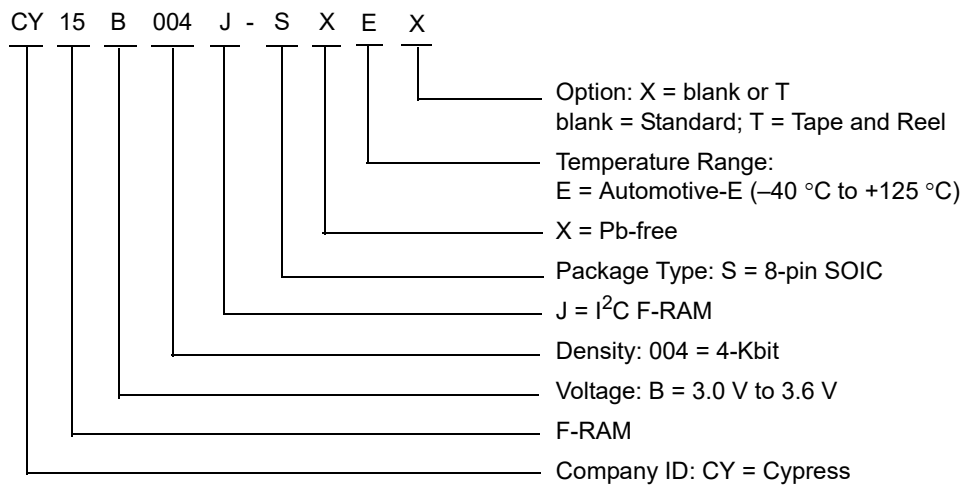 CY 15 B 004 J - S X E X
Option: X = blank or T
blank = Standard; T = Tape and Reel
Temperature Range:
E = Automotive-E (–40 °C to +125 °C)
X = Pb-free
Package Type: S = 8-pin SOIC
J = I²C F-RAM
Density: 004 = 4-Kbit
Voltage: B = 3.0 V to 3.6 V
F-RAM
Company ID: CY = Cypress